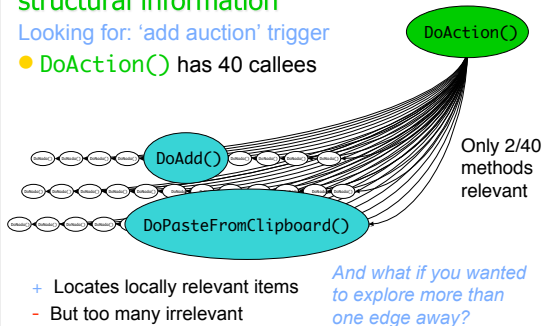 structural information
Looking for: ‘add auction’ trigger
DoAction()
● DoAction() has 40 callees
Only 2/40
methods
relevant
DoAdd()
DoPasteFromClipboard()
+ Locates locally relevant items
- But too many irrelevant
And what if you wanted
to explore more than
one edge away?